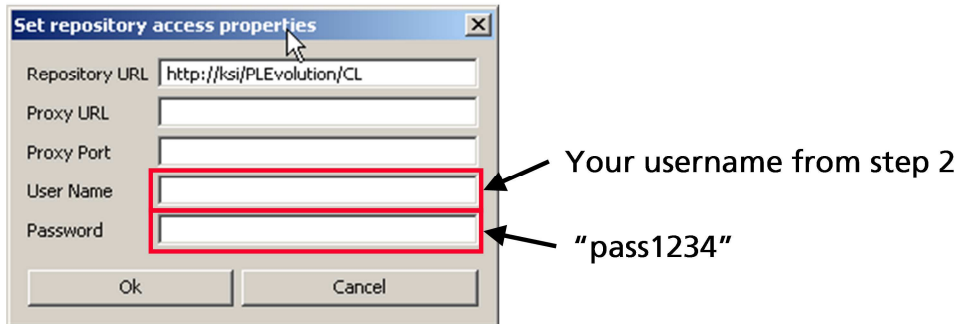 Set repository access properties
Repository URL http://ksi/PLEvolution/CL
Proxy URL
Proxy Port
User Name
Your username from step 2
Password
“pass1234”
Ok Cancel